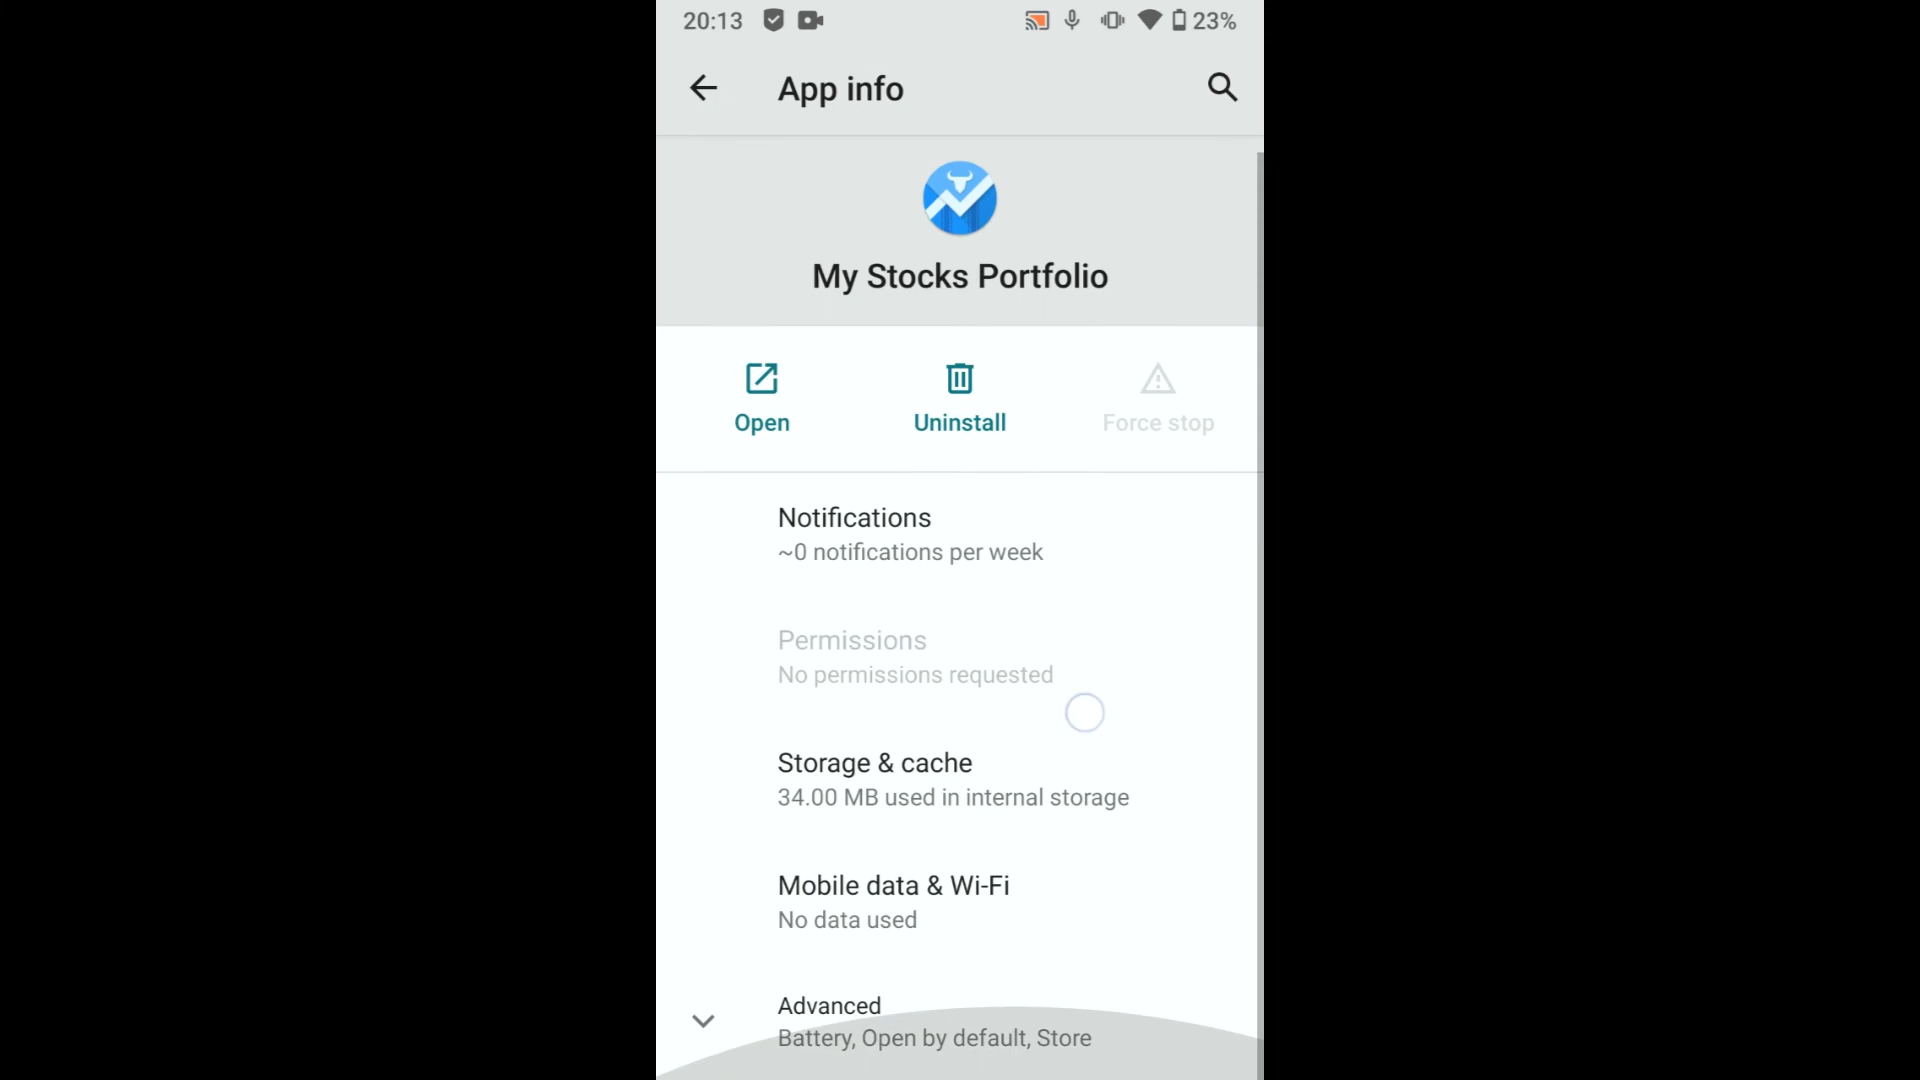 20:13 23%
App info
My Stocks Portfolio
Open Uninstall Force stop
Notifications
~0 notifications per week
Permissions
No permissions requested
Storage & cache
34.00 MB used in internal storage
Mobile data & Wi-Fi
No data used
Advanced
Battery, Open by default, Store